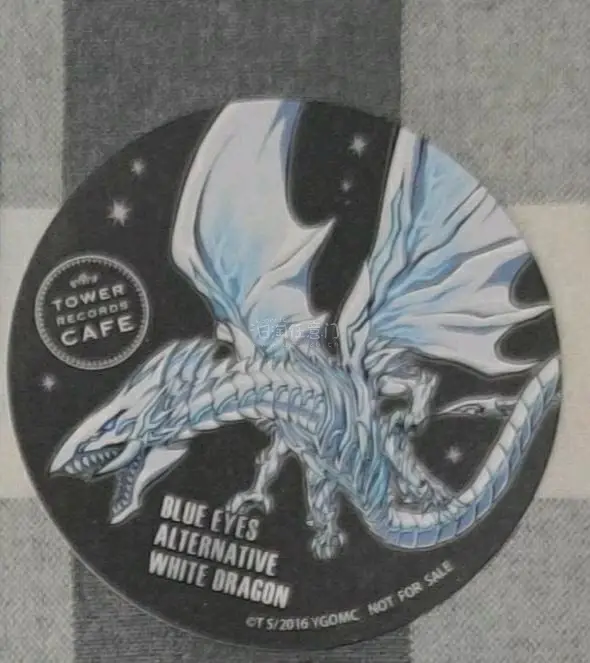 TOWER
RECORDS
CAFE
BLUE EYES
ALTERNATIVE
WHITE DRAGON
©T S/2016 YGOMC NOT FOR SALE